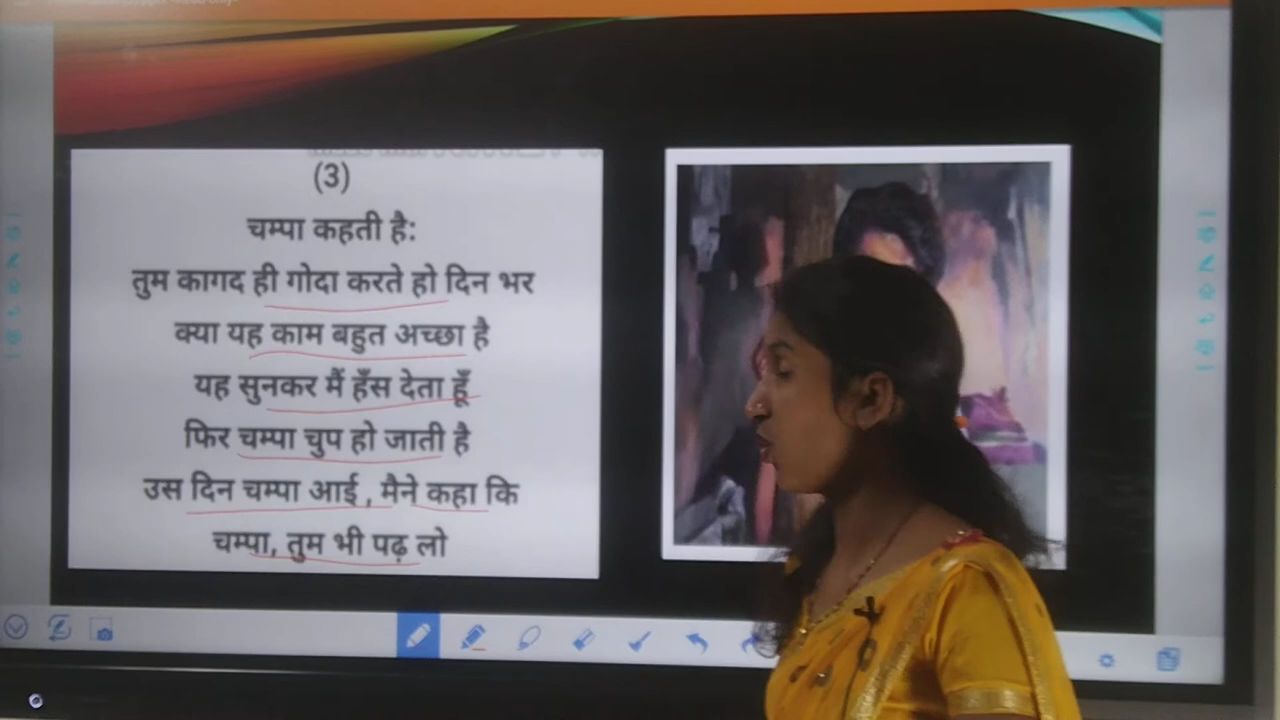 (3)
चम्पा कहती है:
तुम कागद ही गोदा करते हो दिन भर
क्या यह काम बहुत अच्छा है
यह सुनकर मैं हँस देता हूँ
फिर चम्पा चुप हो जाती है
उस दिन चम्पा आई , मैने कहा कि
चम्पा, तुम भी पढ़ लो